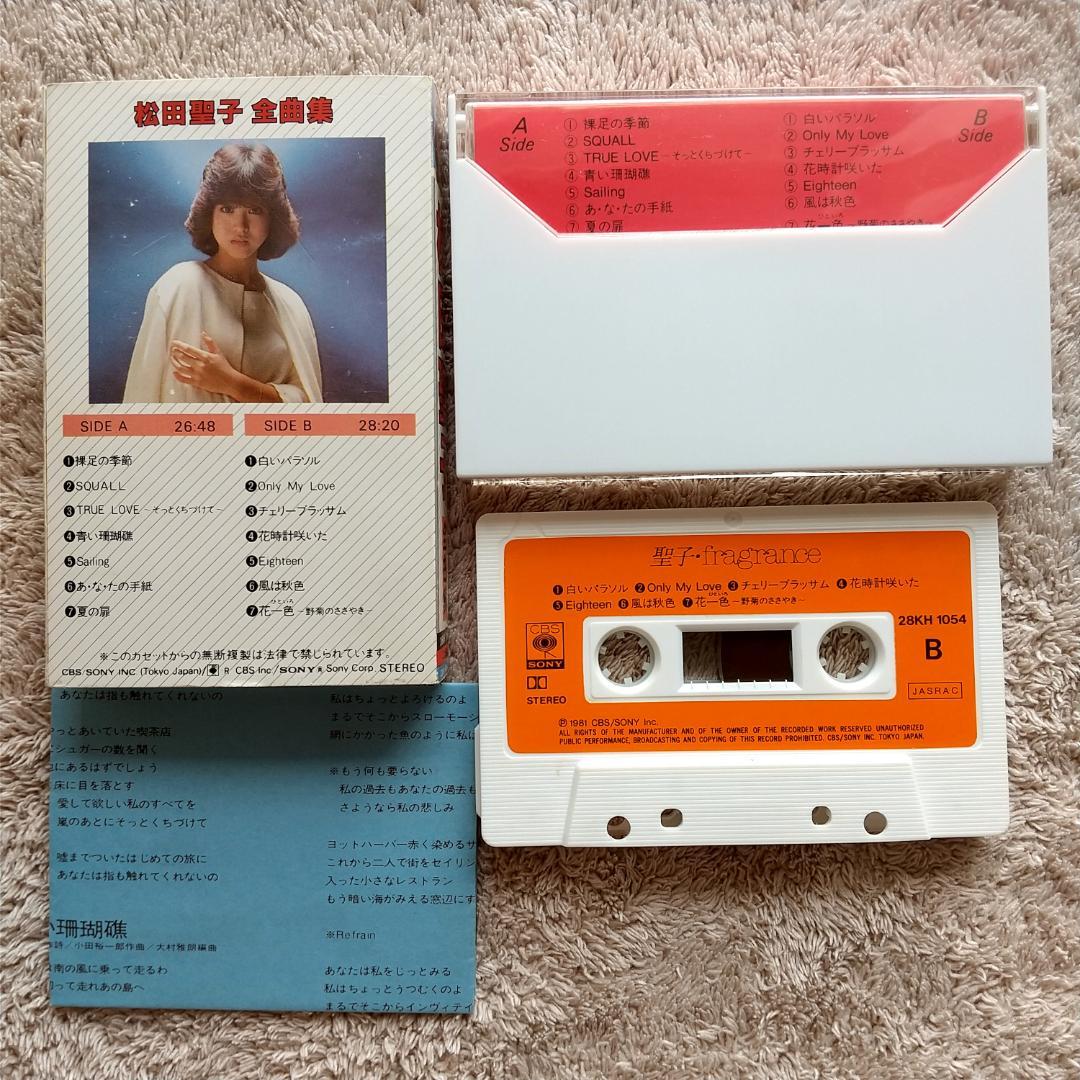 松田聖子 全曲集
SIDE A 26:48
❶裸足の季節
❷SQUALL
❸TRUE LOVE ~そっとくちづけて~
❹青い珊瑚礁
❺Sailing
❻あ・な・たの手紙
❼夏の扉
SIDE B 28:20
❶白いパラソル
❷Only My Love
❸チェリーブラッサム
❹花時計咲いた
❺Eighteen
❻風は秋色
ひといろ
❼花一色 ~野菊のささやき~
※このカセットからの無断複製は法律で禁じられています。
CBS/SONY INC. (Tokyo Japan)/ R CBS Inc/SONY R Sony Corp. STEREO
A Side
① 裸足の季節
② SQUALL
③ TRUE LOVE ~そっとくちづけて~
④ 青い珊瑚礁
⑤ Sailing
⑥ あ・な・たの手紙
⑦ 夏の扉
B Side
① 白いパラソル
② Only My Love
③ チェリーブラッサム
④ 花時計咲いた
⑤ Eighteen
⑥ 風は秋色
ひといろ
⑦ 花一色 ~野菊のささやき~
聖子・fragrance
❶白いパラソル ❷Only My Love ❸チェリーブラッサム ❹花時計咲いた
ひといろ
❺Eighteen ❻風は秋色 ❼花一色 ~野菊のささやき~
28KH 1054
B
CBS
SONY
STEREO
JASRAC
Ⓟ1981 CBS/SONY Inc.
ALL RIGHTS OF THE MANUFACTURER AND OF THE OWNER OF THE RECORDED WORK RESERVED UNAUTHORIZED
PUBLIC PERFORMANCE, BROADCASTING AND COPYING OF THIS RECORD PROHIBITED. CBS/SONY INC. TOKYO JAPAN.
あなたは指も触れてくれないの
っとあいていた喫茶店
シュガーの数を聞く
にあるはずでしょう
床に目を落とす
愛して欲しい私のすべてを
嵐のあとにそっとくちづけて
嘘までついたはじめての旅に
あなたは指も触れてくれないの
い珊瑚礁
詩/小田裕一郎作曲/大村雅朗編曲
南の風に乗って走るわ
って走れあの島へ
私はちょっとよろけるのよ
まるでそこからスローモーシ
網にかかった魚のように私は
※もう何も要らない
私の過去もあなたの過去も
さようなら私の悲しみ
ヨットハーバー赤く染めるサ
これから二人で街をセイリン
入った小さなレストラン
もう暗い海がみえる窓辺にす
※Refrain
あなたは私をじっとみる
私はちょっとうつむくのよ
まるでそこからインヴィテイ